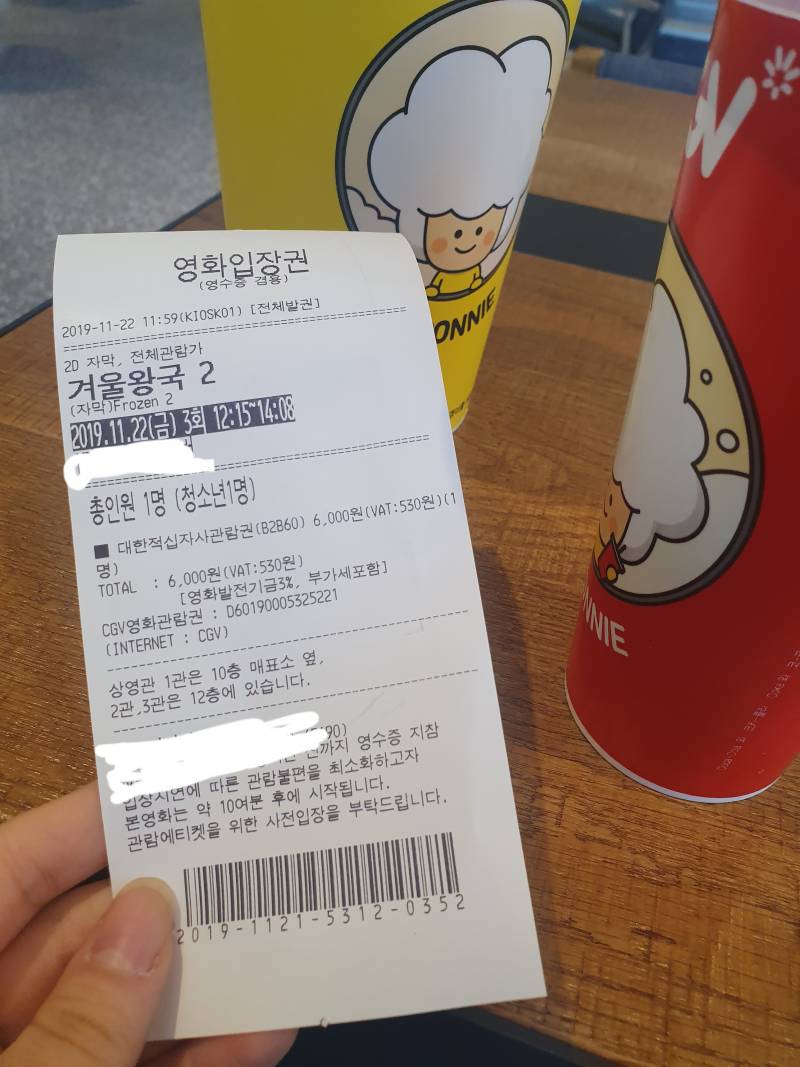 영화입장권
(영수증 겸용)
2019-11-22 11:59(KIOSK01) [전체발권]
2D 자막, 전체관람가
겨울왕국 2
(자막)Frozen 2
2019.11.22(금) 3회 12:15~14:08
총인원 1명 (청소년1명)
■ 대한적십자사관람권(B2B60) 6,000원(VAT:530원)(1
명)
TOTAL : 6,000원(VAT:530원)
[영화발전기금3%, 부가세포함]
CGV영화관람권 : D60190005325221
(INTERNET : CGV)
상영관 1관은 10층 매표소 옆,
2관,3관은 12층에 있습니다.
90)
까지 영수증 지참
입장지연에 따른 관람불편을 최소화하고자
본영화는 약 10여분 후에 시작됩니다.
관람에티켓을 위한 사전입장을 부탁드립니다.
2019-1121-5312-0352
ONNIE
GV
NNIE